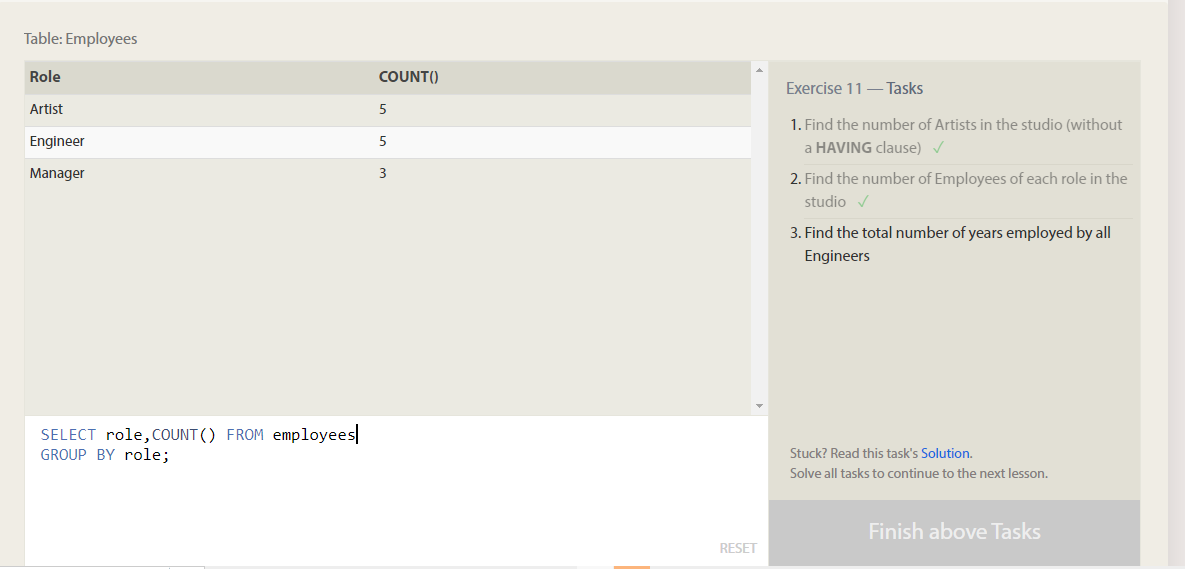 Table: Employees
Role COUNT()
Artist 5
Engineer 5
Manager 3
SELECT role,COUNT() FROM employees
GROUP BY role;
RESET
Exercise 11 — Tasks
1. Find the number of Artists in the studio (without
a HAVING clause) ✓
2. Find the number of Employees of each role in the
studio ✓
3. Find the total number of years employed by all
Engineers
Stuck? Read this task's Solution.
Solve all tasks to continue to the next lesson.
Finish above Tasks